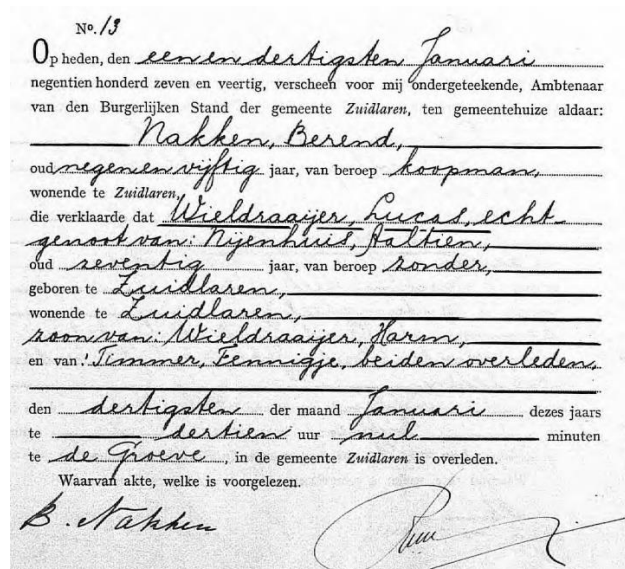 No. 13
Op heden, den eenendertigsten Januari
negentien honderd zeven en veertig, verscheen voor mij ondergeteekende, Ambtenaar
van den Burgerlijken Stand der gemeente Zuidlaren, ten gemeentehuize aldaar:
Nakken, Berend,
oud negenenvijftig jaar, van beroep koopman,
wonende te Zuidlaren,
die verklaarde dat Wieldraaijer, Lucas, echt-
genoot van: Nijenhuis, Aaltien,
oud zeventig jaar, van beroep zonder,
geboren te Zuidlaren,
wonende te Zuidlaren,
zoon van: Wieldraaijer, Harm,
en van: Timmer, Fennigje, beiden overleden,
den dertigsten der maand Januari dezes jaars
te dertien uur nul minuten
te de Groeve, in de gemeente Zuidlaren is overleden.
Waarvan akte, welke is voorgelezen.
B. Nakken